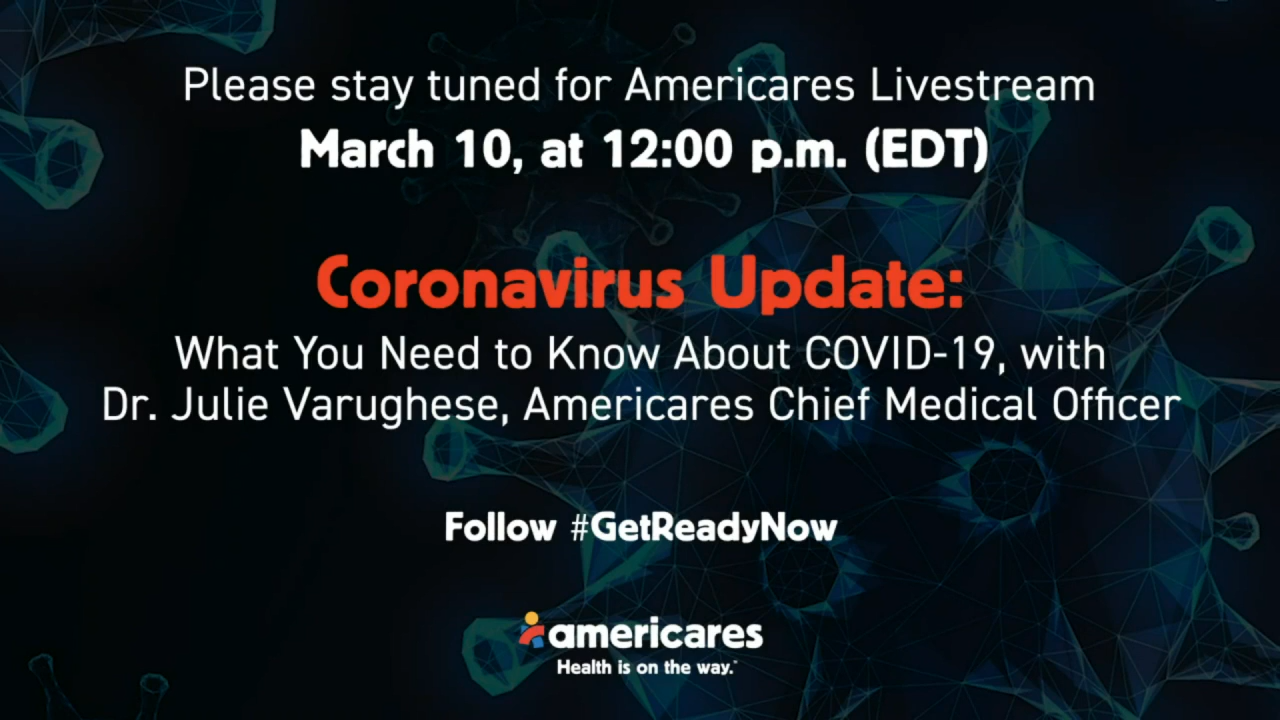 Please stay tuned for Americares Livestream
March 10, at 12:00 p.m. (EDT)
Coronavirus Update:
What You Need to Know About COVID-19, with
Dr. Julie Varughese, Americares Chief Medical Officer
Follow #GetReadyNow
americares
Health is on the way.